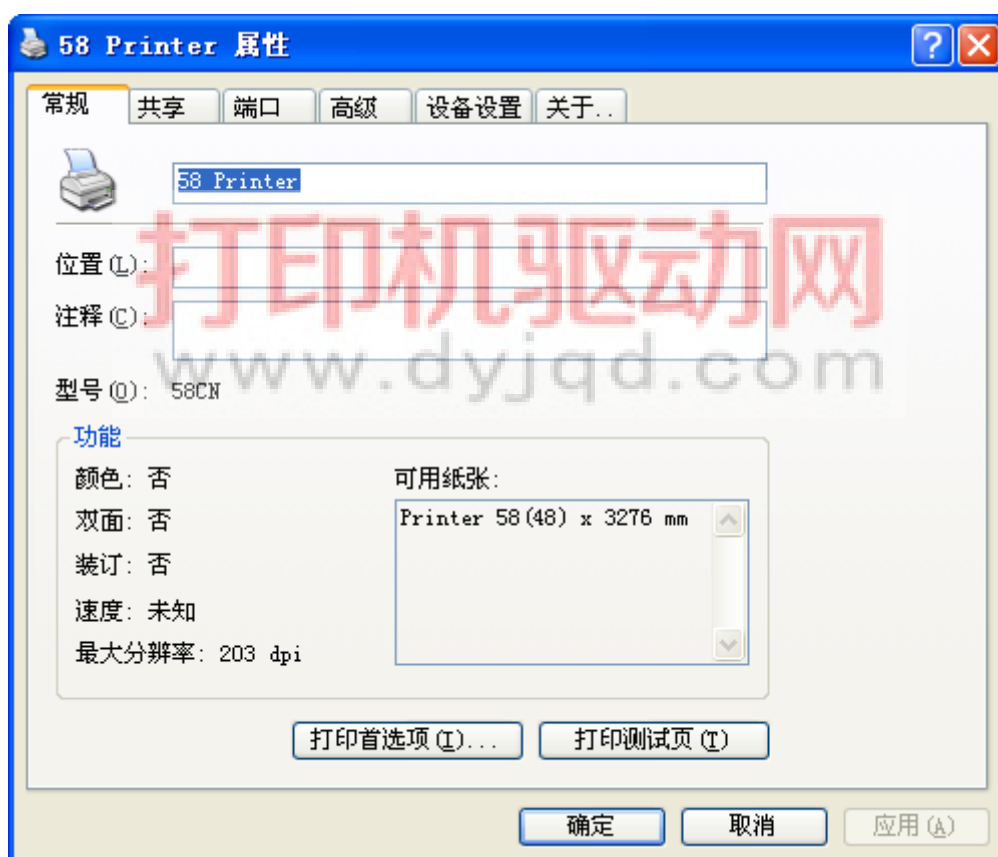 58 Printer 属性
常规 共享 端口 高级 设备设置 关于..
58 Printer
打印机驱动网
位置(L):
注释(C):
www.dyjqd.com
型号(O): 58CN
功能
颜色: 否 可用纸张:
双面: 否 Printer 58(48) x 3276 mm
装订: 否
速度: 未知
最大分辨率: 203 dpi
打印首选项(I)... 打印测试页(T)
确定 取消 应用(A)